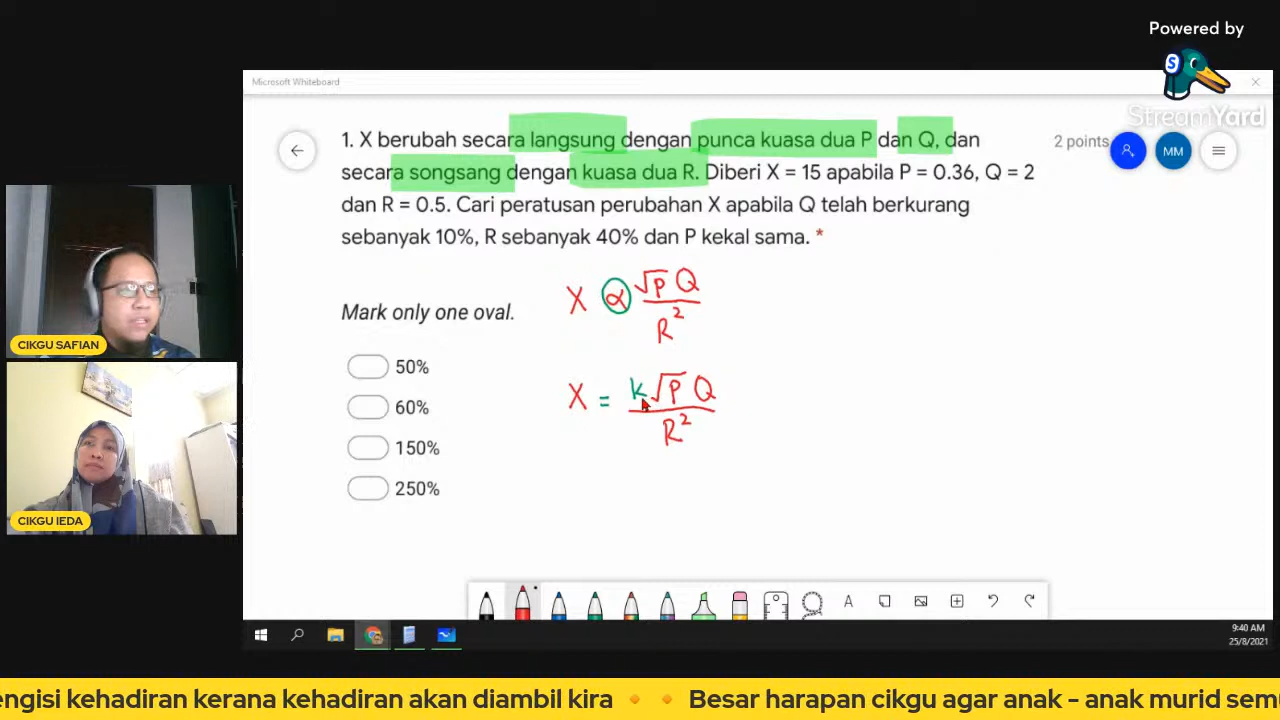 Powered by
S
StreamYard
Microsoft Whiteboard
1. X berubah secara langsung dengan punca kuasa dua P dan Q, dan
secara songsang dengan kuasa dua R. Diberi X = 15 apabila P = 0.36, Q = 2
dan R = 0.5. Cari peratusan perubahan X apabila Q telah berkurang
sebanyak 10%, R sebanyak 40% dan P kekal sama. *
2 points
MM
X α √P Q
R²
Mark only one oval.
50%
60%
150%
250%
X = k√P Q
R²
CIKGU SAFIAN
CIKGU IEDA
A
9:40 AM
25/8/2021
engisi kehadiran kerana kehadiran akan diambil kira 🔸🔸 Besar harapan cikgu agar anak - anak murid sem